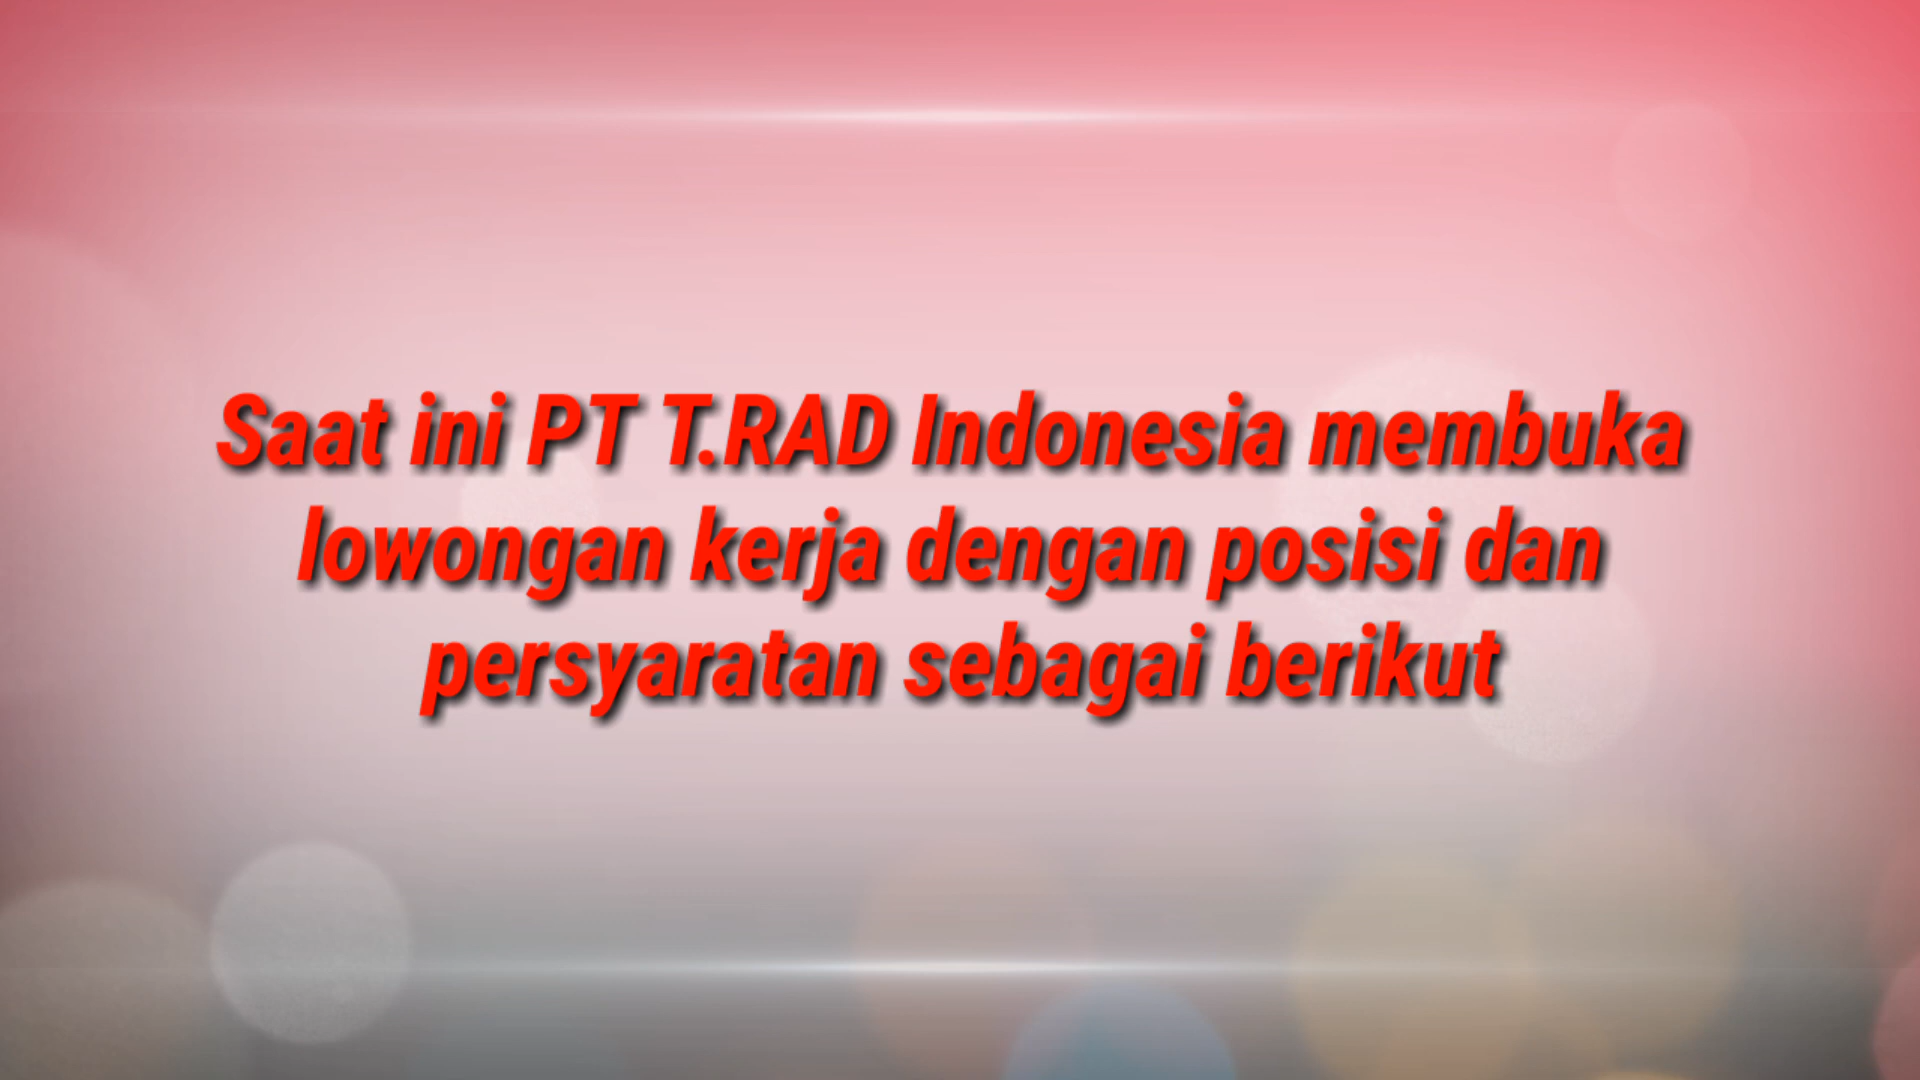 Saat ini PT T.RAD Indonesia membuka
lowongan kerja dengan posisi dan
persyaratan sebagai berikut